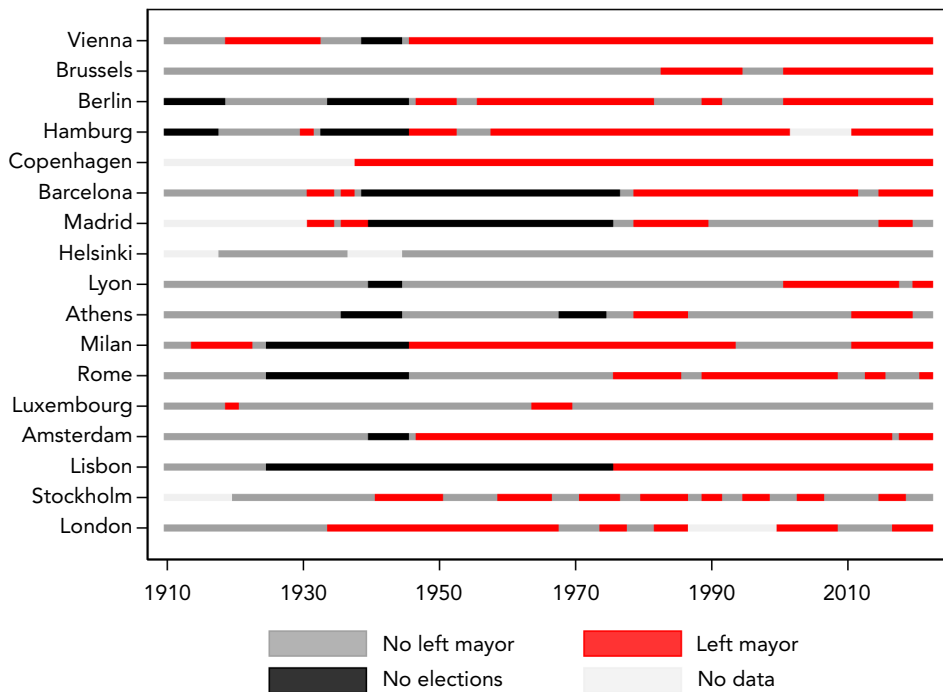 Vienna
Brussels
Berlin
Hamburg
Copenhagen
Barcelona
Madrid
Helsinki
Lyon
Athens
Milan
Rome
Luxembourg
Amsterdam
Lisbon
Stockholm
London
1910 1930 1950 1970 1990 2010
No left mayor Left mayor
No elections No data